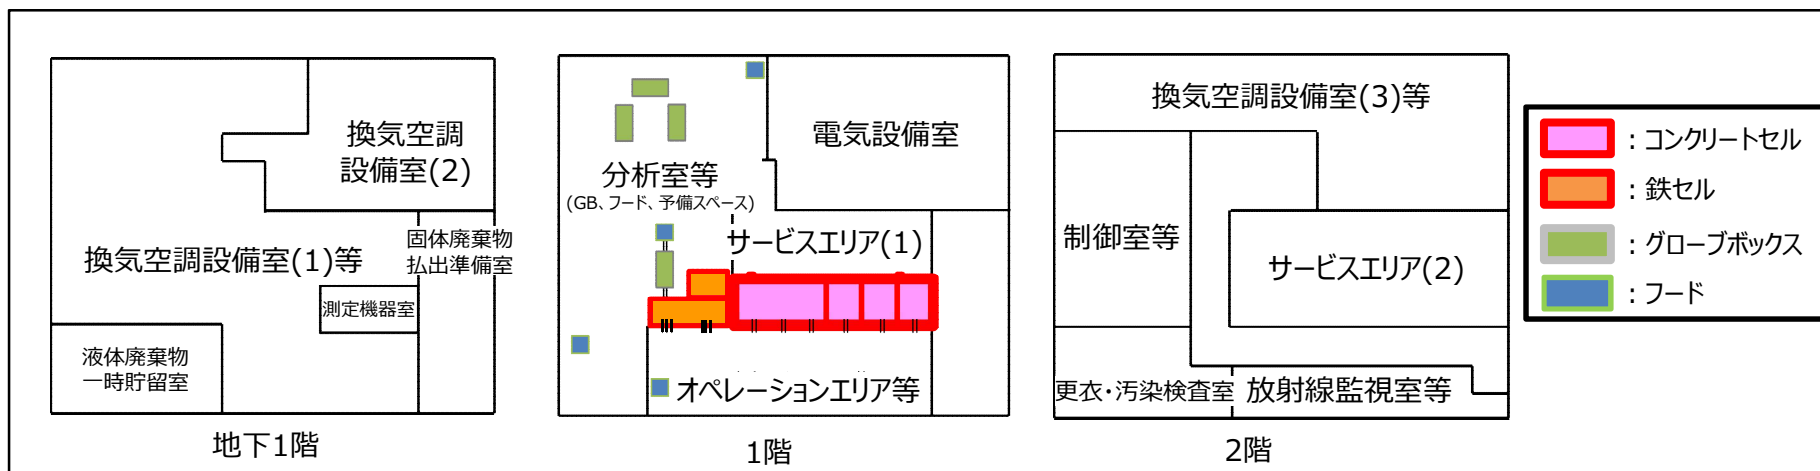 換気空調
設備室(2)
固体廃棄物
払出準備室
換気空調設備室(1)等
測定機器室
液体廃棄物
一時貯留室
地下1階
電気設備室
分析室等
(GB、フード、予備スペース)
サービスエリア(1)
オペレーションエリア等
1階
換気空調設備室(3)等
制御室等
サービスエリア(2)
更衣・汚染検査室
放射線監視室等
2階
：コンクリートセル
：鉄セル
：グローブボックス
：フード